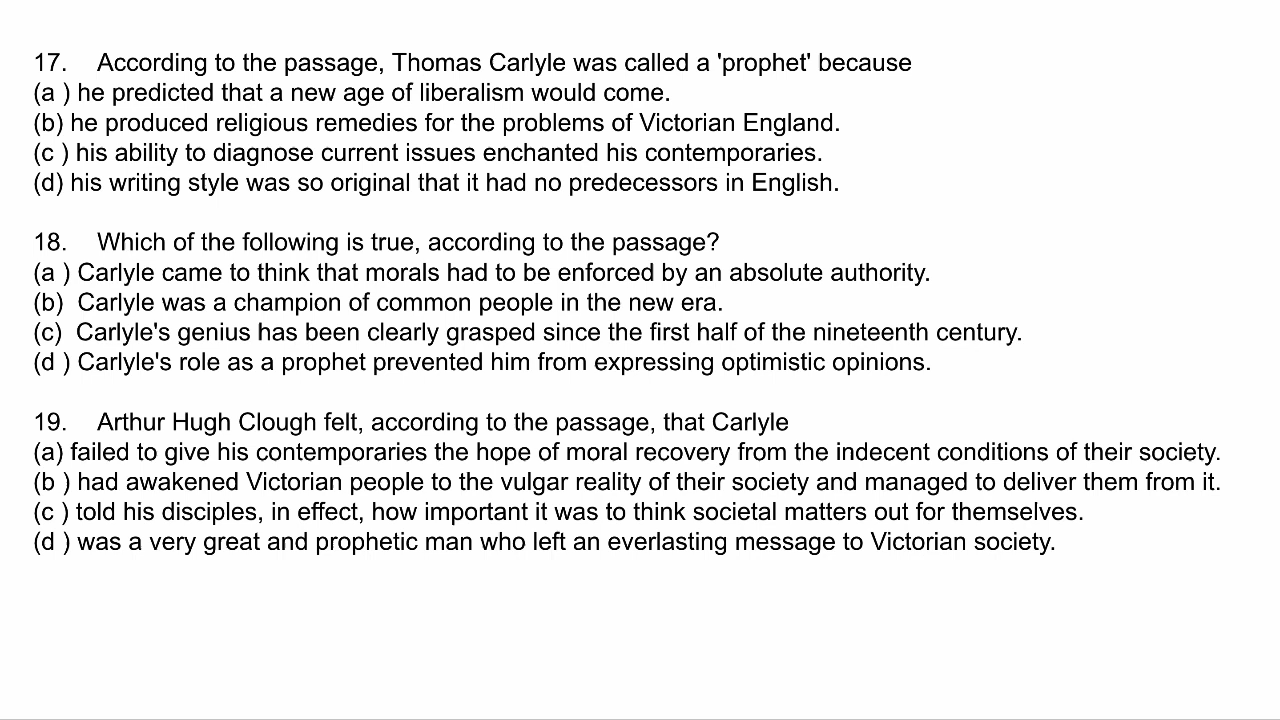 17. According to the passage, Thomas Carlyle was called a 'prophet' because
(a ) he predicted that a new age of liberalism would come.
(b) he produced religious remedies for the problems of Victorian England.
(c ) his ability to diagnose current issues enchanted his contemporaries.
(d) his writing style was so original that it had no predecessors in English.
18. Which of the following is true, according to the passage?
(a ) Carlyle came to think that morals had to be enforced by an absolute authority.
(b) Carlyle was a champion of common people in the new era.
(c) Carlyle's genius has been clearly grasped since the first half of the nineteenth century.
(d ) Carlyle's role as a prophet prevented him from expressing optimistic opinions.
19. Arthur Hugh Clough felt, according to the passage, that Carlyle
(a) failed to give his contemporaries the hope of moral recovery from the indecent conditions of their society.
(b ) had awakened Victorian people to the vulgar reality of their society and managed to deliver them from it.
(c ) told his disciples, in effect, how important it was to think societal matters out for themselves.
(d ) was a very great and prophetic man who left an everlasting message to Victorian society.